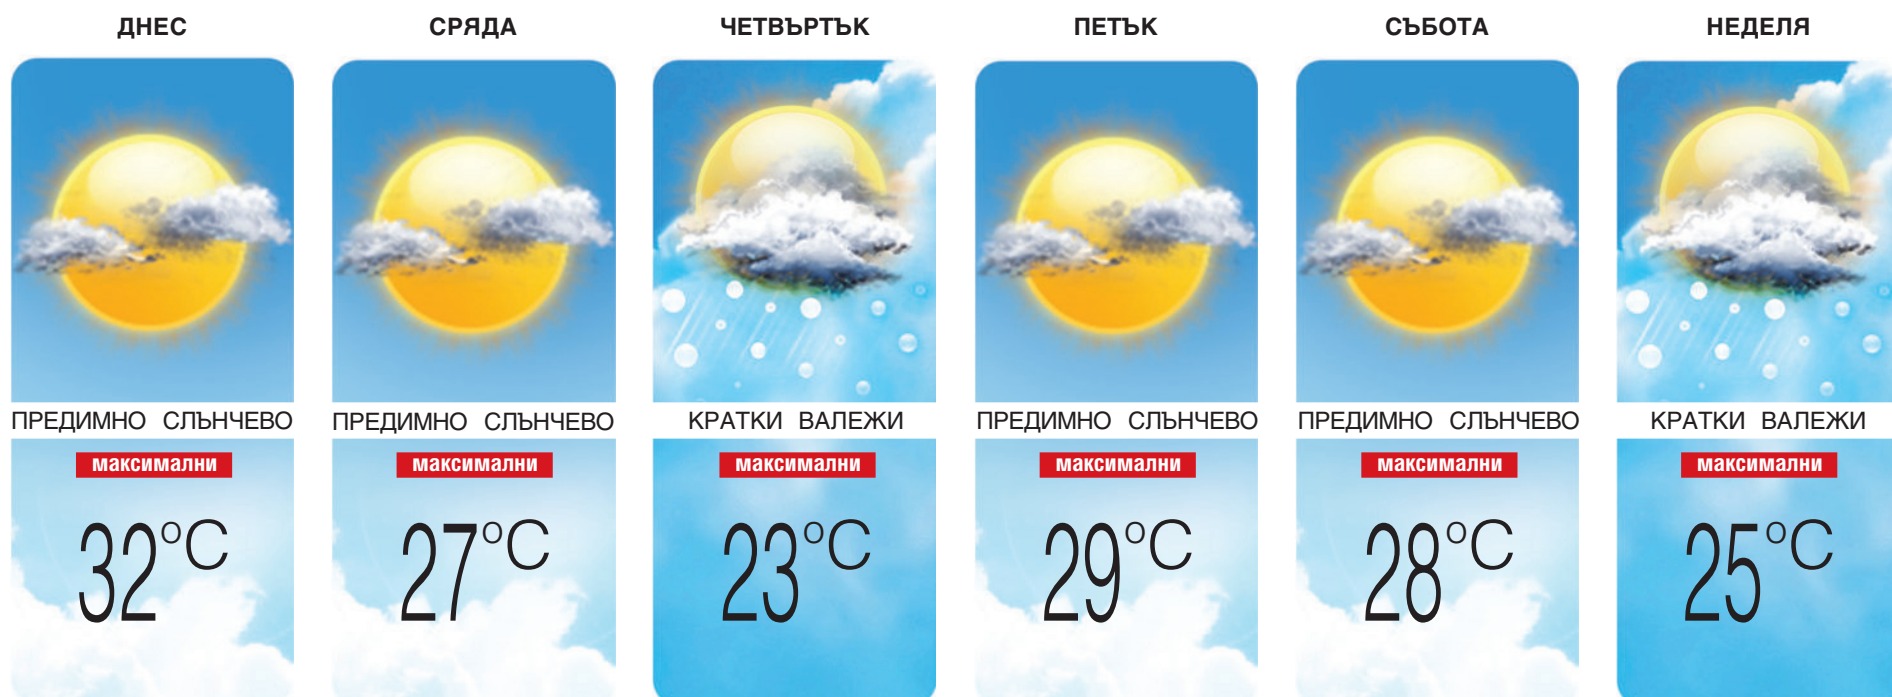 ДНЕС
СРЯДА
ЧЕТВЪРТЪК
ПЕТЪК
СЪБОТА
НЕДЕЛЯ
ПРЕДИМНО СЛЪНЧЕВО
ПРЕДИМНО СЛЪНЧЕВО
КРАТКИ ВАЛЕЖИ
ПРЕДИМНО СЛЪНЧЕВО
ПРЕДИМНО СЛЪНЧЕВО
КРАТКИ ВАЛЕЖИ
максимални
максимални
максимални
максимални
максимални
максимални
32°C
27°C
23°C
29°C
28°C
25°C